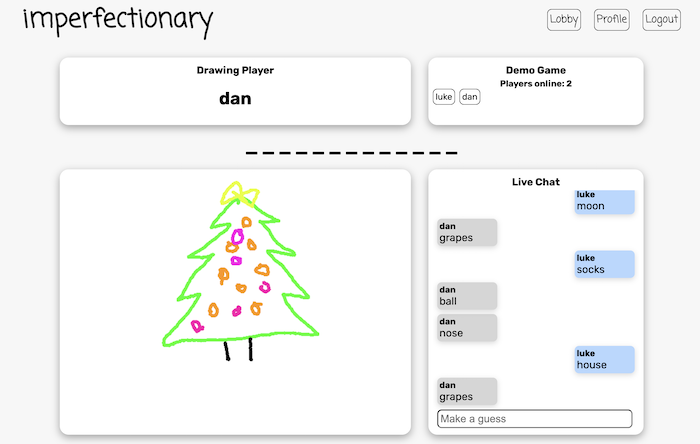 imperfectionary
Lobby Profile Logout
Drawing Player
dan
Demo Game
Players online: 2
luke dan
Live Chat
luke
moon
dan
grapes
luke
socks
dan
ball
dan
nose
luke
house
dan
grapes
Make a guess